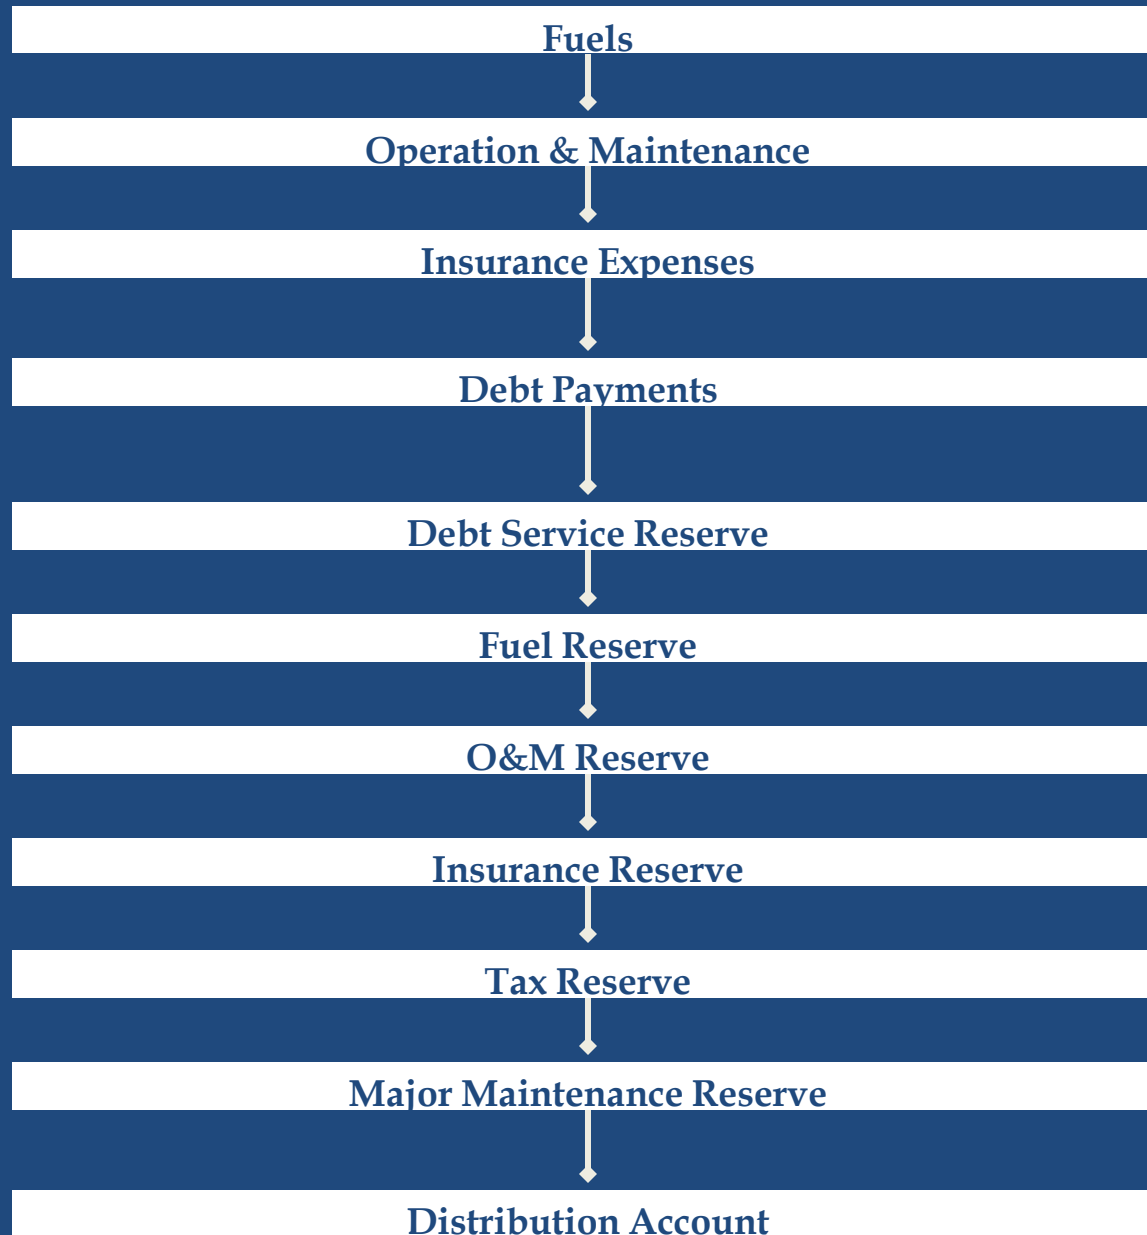 Fuels
Operation & Maintenance
Insurance Expenses
Debt Payments
Debt Service Reserve
Fuel Reserve
O&M Reserve
Insurance Reserve
Tax Reserve
Major Maintenance Reserve
Distribution Account